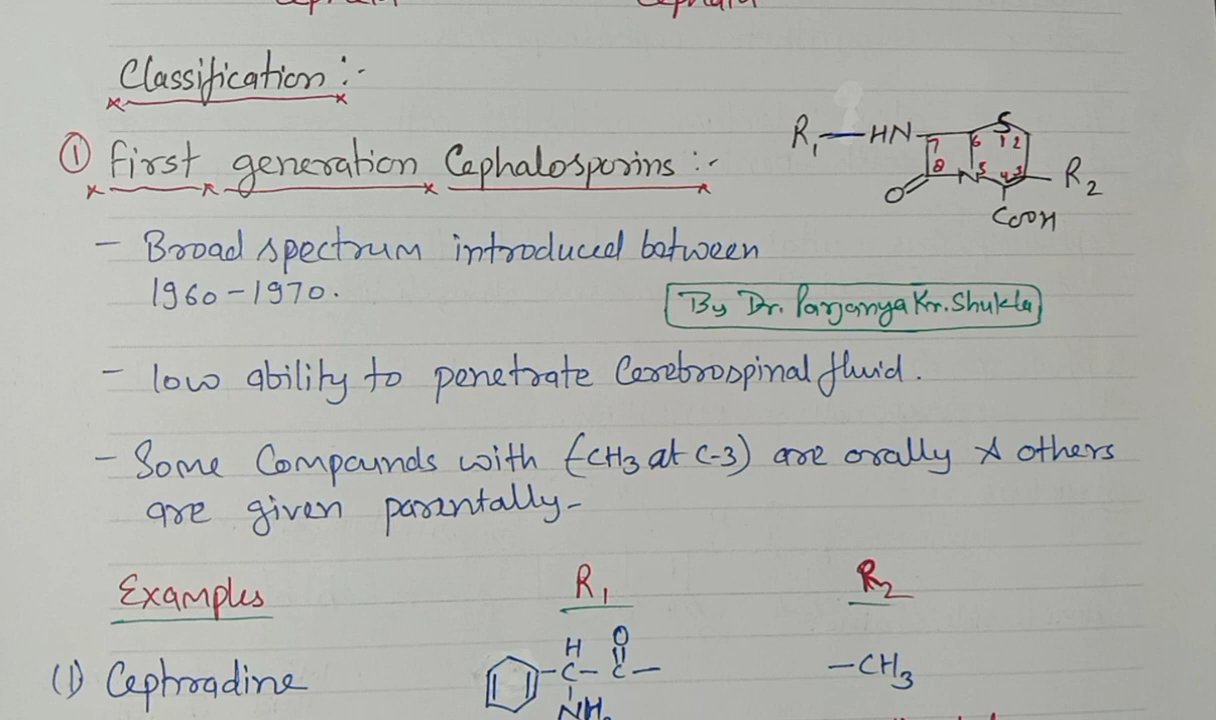 Classification :-
① first generation Cephalosporins :-
R₁—HN 7 6 S 1 2 8 5 N 4 3 R₂
O
COOH
– Broad spectrum introduced between
1960-1970.
By Dr. Parjanya Kr. Shukla
– low ability to penetrate Cerebrospinal fluid.
– Some Compounds with (CH3 at C-3) are orally & others
are given parentally-
Examples R₁ R₂
H O
(1) Cephradine -C-C- -CH₃
NH₂